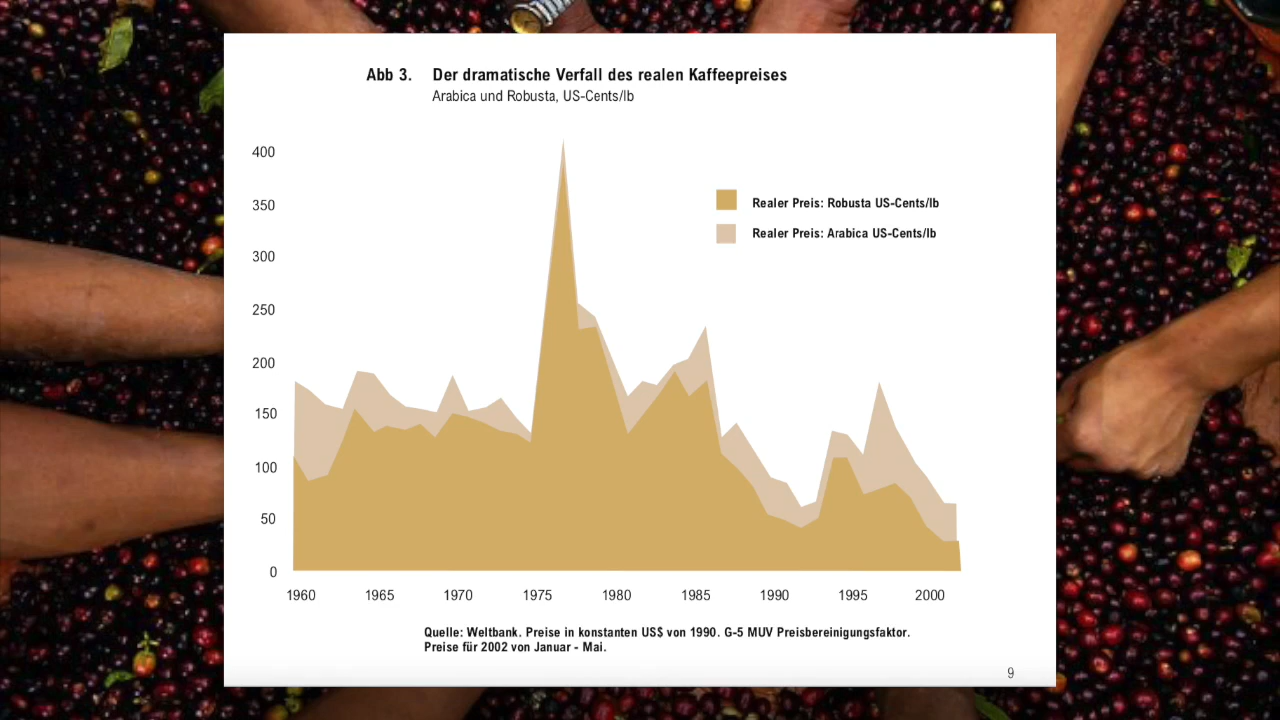 Abb 3. Der dramatische Verfall des realen Kaffeepreises
Arabica und Robusta, US-Cents/lb
400
350
300
250
200
150
100
50
0
Realer Preis: Robusta US-Cents/lb
Realer Preis: Arabica US-Cents/lb
1960 1965 1970 1975 1980 1985 1990 1995 2000
Quelle: Weltbank. Preise in konstanten US$ von 1990. G-5 MUV Preisbereinigungsfaktor.
Preise für 2002 von Januar - Mai.
9